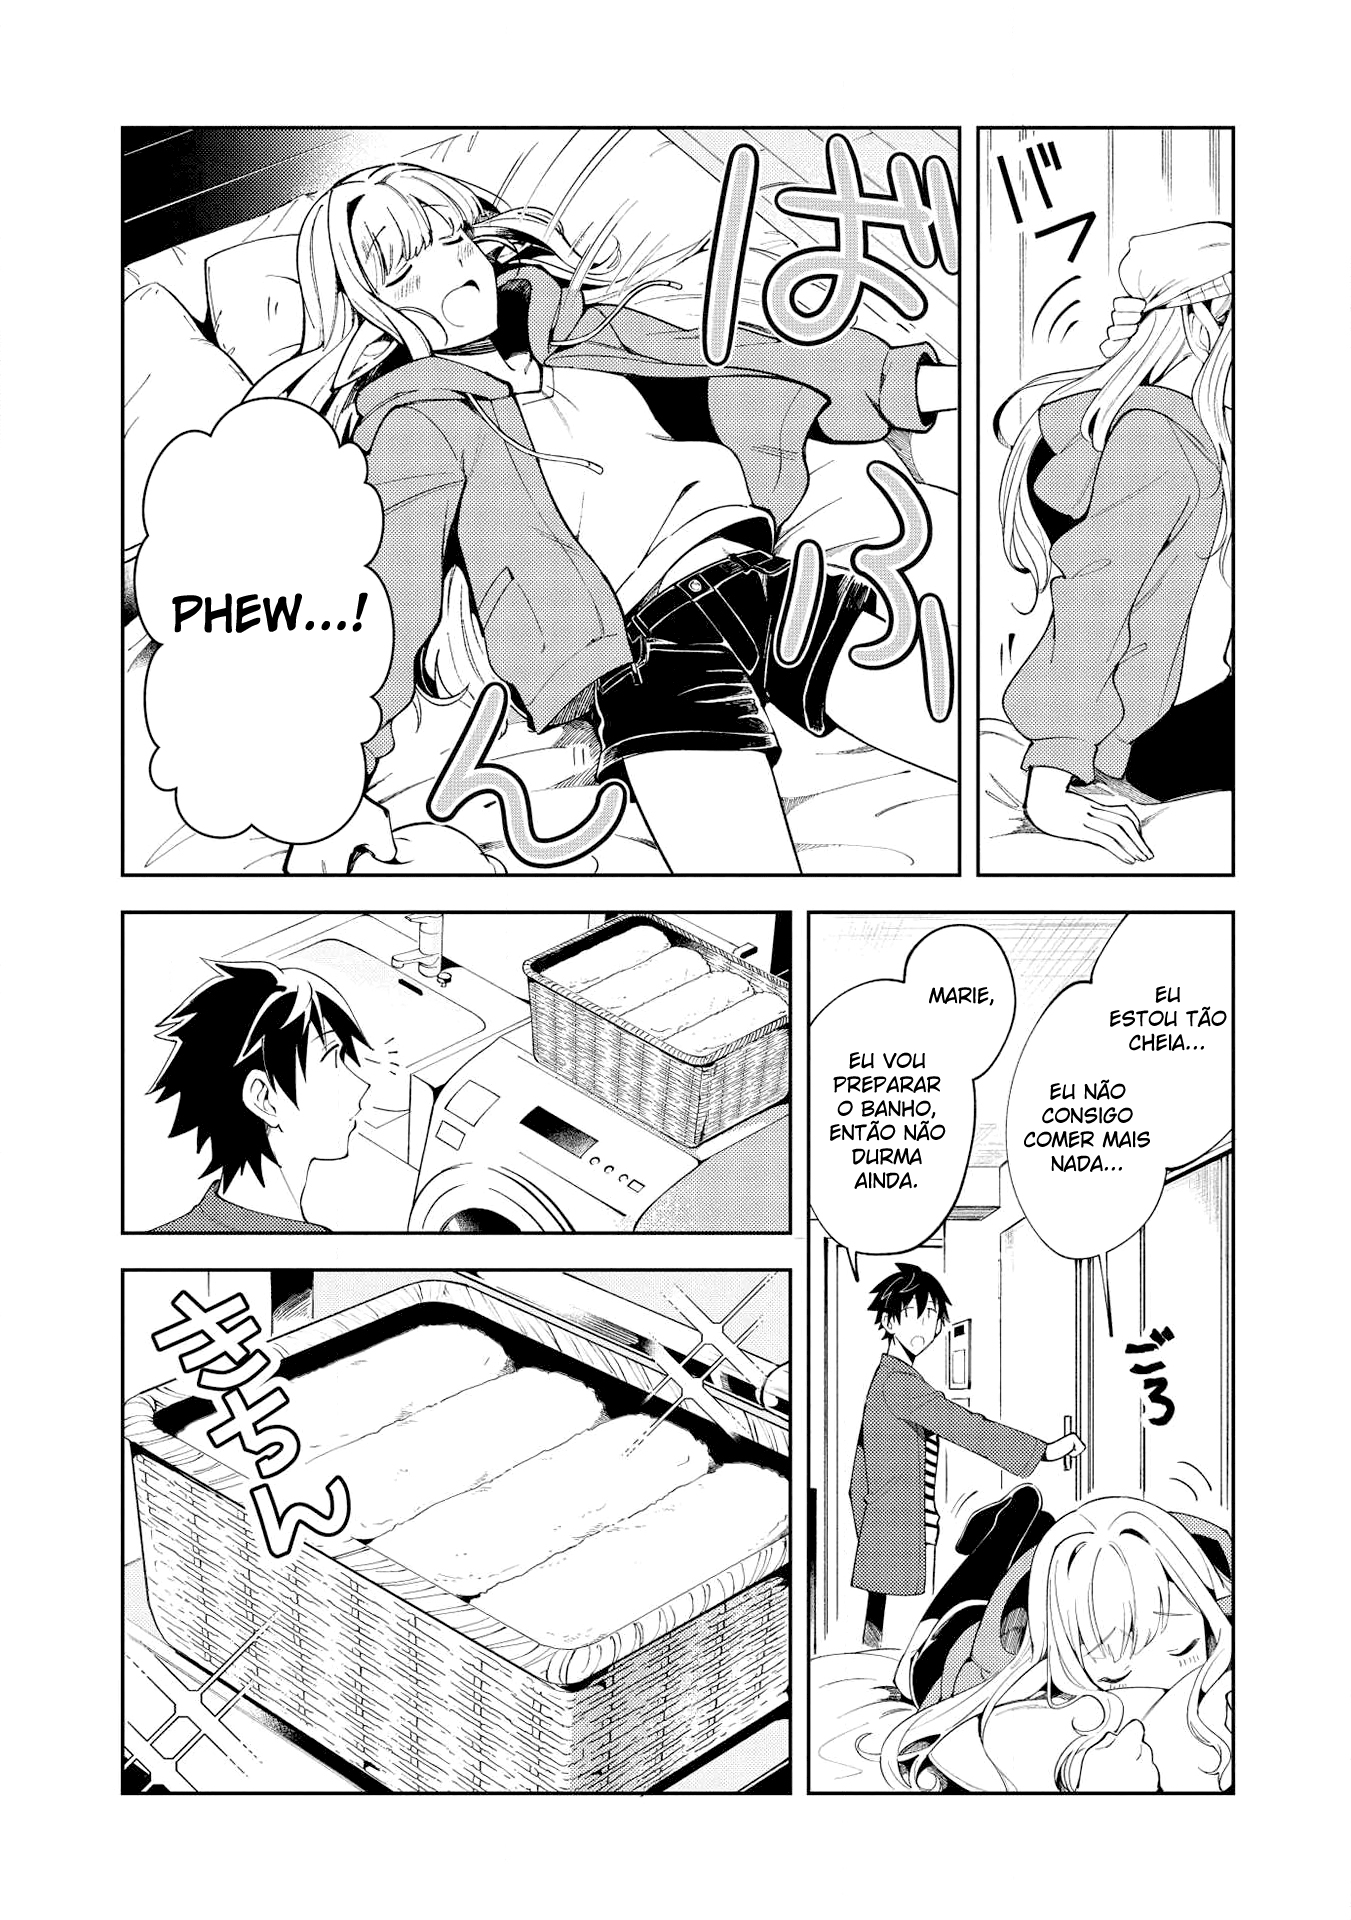 バッ
ばふん
PHEW...!
EU
ESTOU TÃO
CHEIA...
EU NÃO
CONSIGO
COMER MAIS
NADA...
MARIE,
EU VOU
PREPARAR
O BANHO,
ENTÃO NÃO
DURMA
AINDA.
ごろ
きちん